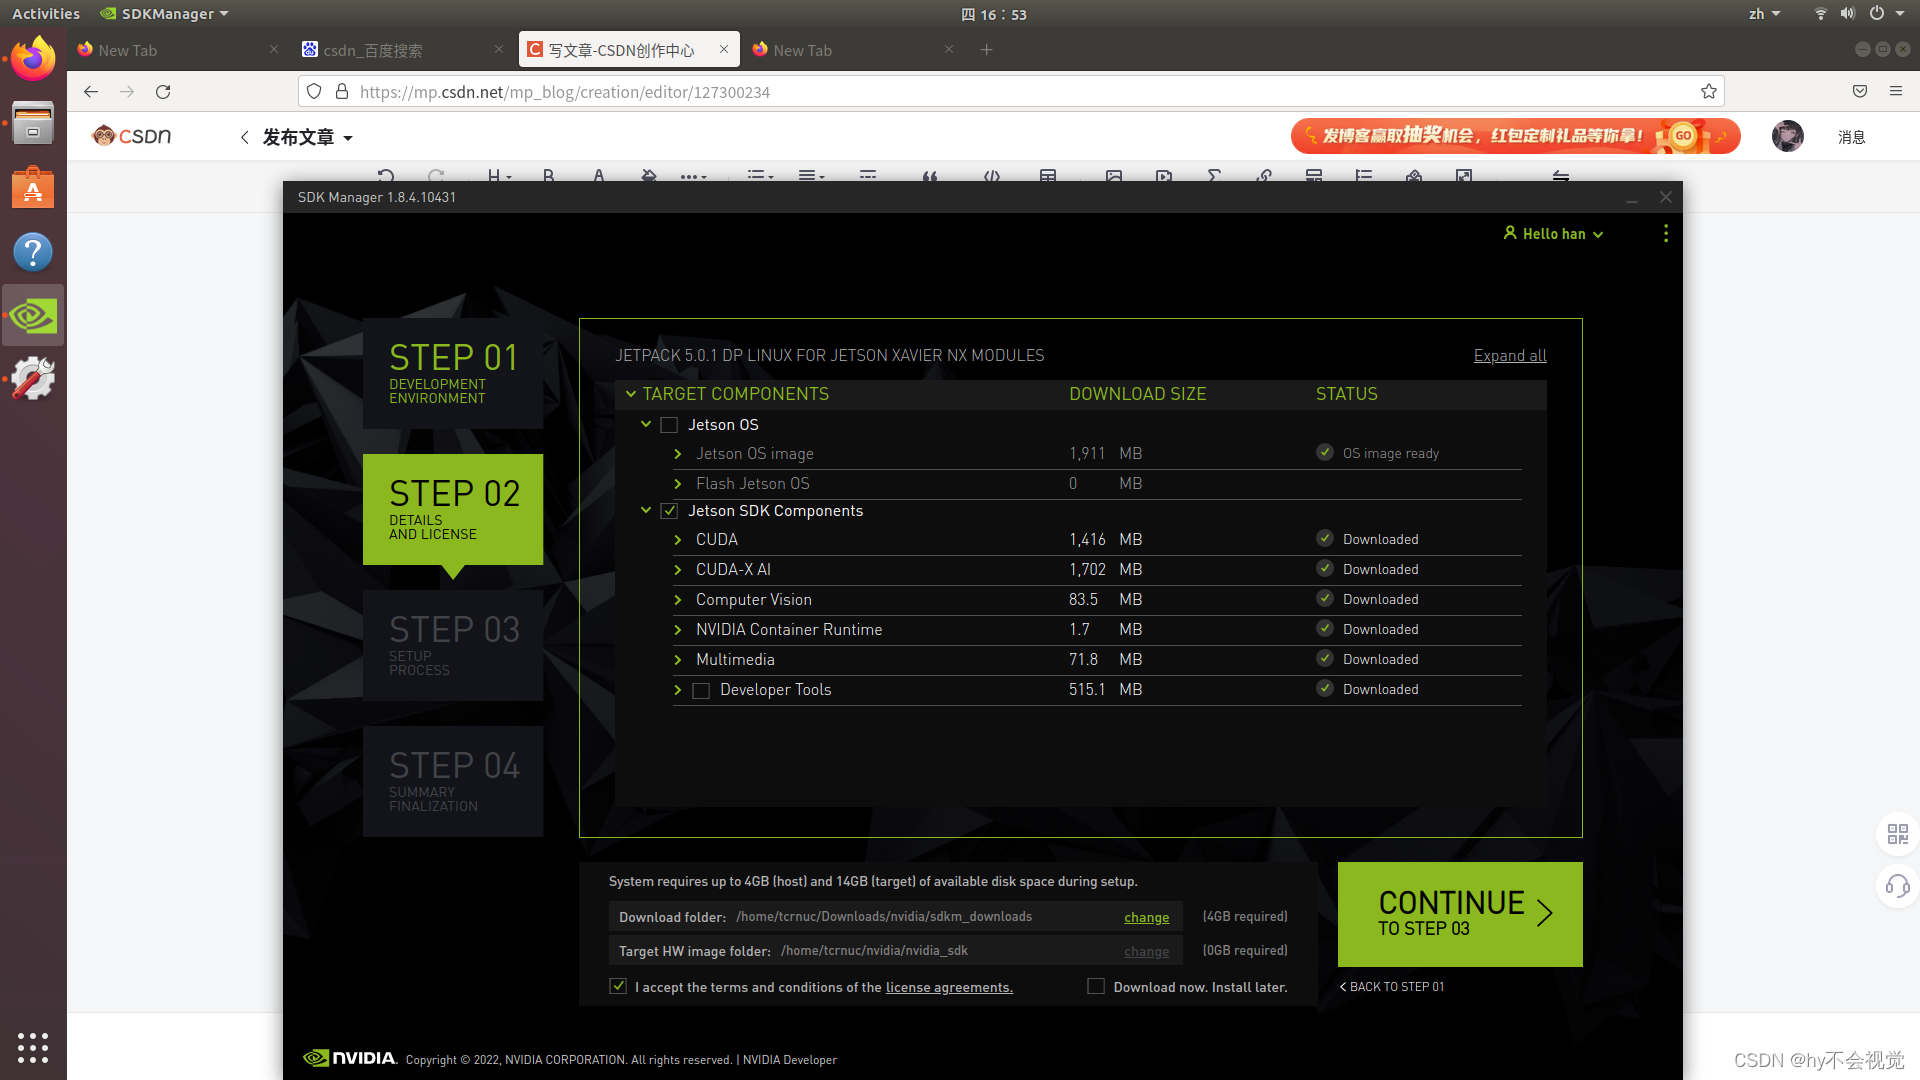 Activities SDKManager 四 16：53 zh
New Tab csdn_百度搜索 写文章-CSDN创作中心 New Tab
https://mp.csdn.net/mp_blog/creation/editor/127300234
CSDN 发布文章 发博客赢取抽奖机会，红包定制礼品等你拿！ GO 消息
SDK Manager 1.8.4.10431
Hello han
STEP 01
DEVELOPMENT
ENVIRONMENT
STEP 02
DETAILS
AND LICENSE
STEP 03
SETUP
PROCESS
STEP 04
SUMMARY
FINALIZATION
JETPACK 5.0.1 DP LINUX FOR JETSON XAVIER NX MODULES Expand all
TARGET COMPONENTS DOWNLOAD SIZE STATUS
Jetson OS
Jetson OS image 1,911 MB OS image ready
Flash Jetson OS 0 MB
Jetson SDK Components
CUDA 1,416 MB Downloaded
CUDA-X AI 1,702 MB Downloaded
Computer Vision 83.5 MB Downloaded
NVIDIA Container Runtime 1.7 MB Downloaded
Multimedia 71.8 MB Downloaded
Developer Tools 515.1 MB Downloaded
System requires up to 4GB (host) and 14GB (target) of available disk space during setup.
Download folder: /home/tcrnuc/Downloads/nvidia/sdkm_downloads change (4GB required)
Target HW image folder: /home/tcrnuc/nvidia/nvidia_sdk change (0GB required)
I accept the terms and conditions of the license agreements. Download now. Install later.
CONTINUE
TO STEP 03
BACK TO STEP 01
NVIDIA. Copyright © 2022, NVIDIA CORPORATION. All rights reserved. | NVIDIA Developer
CSDN @hy不会视觉